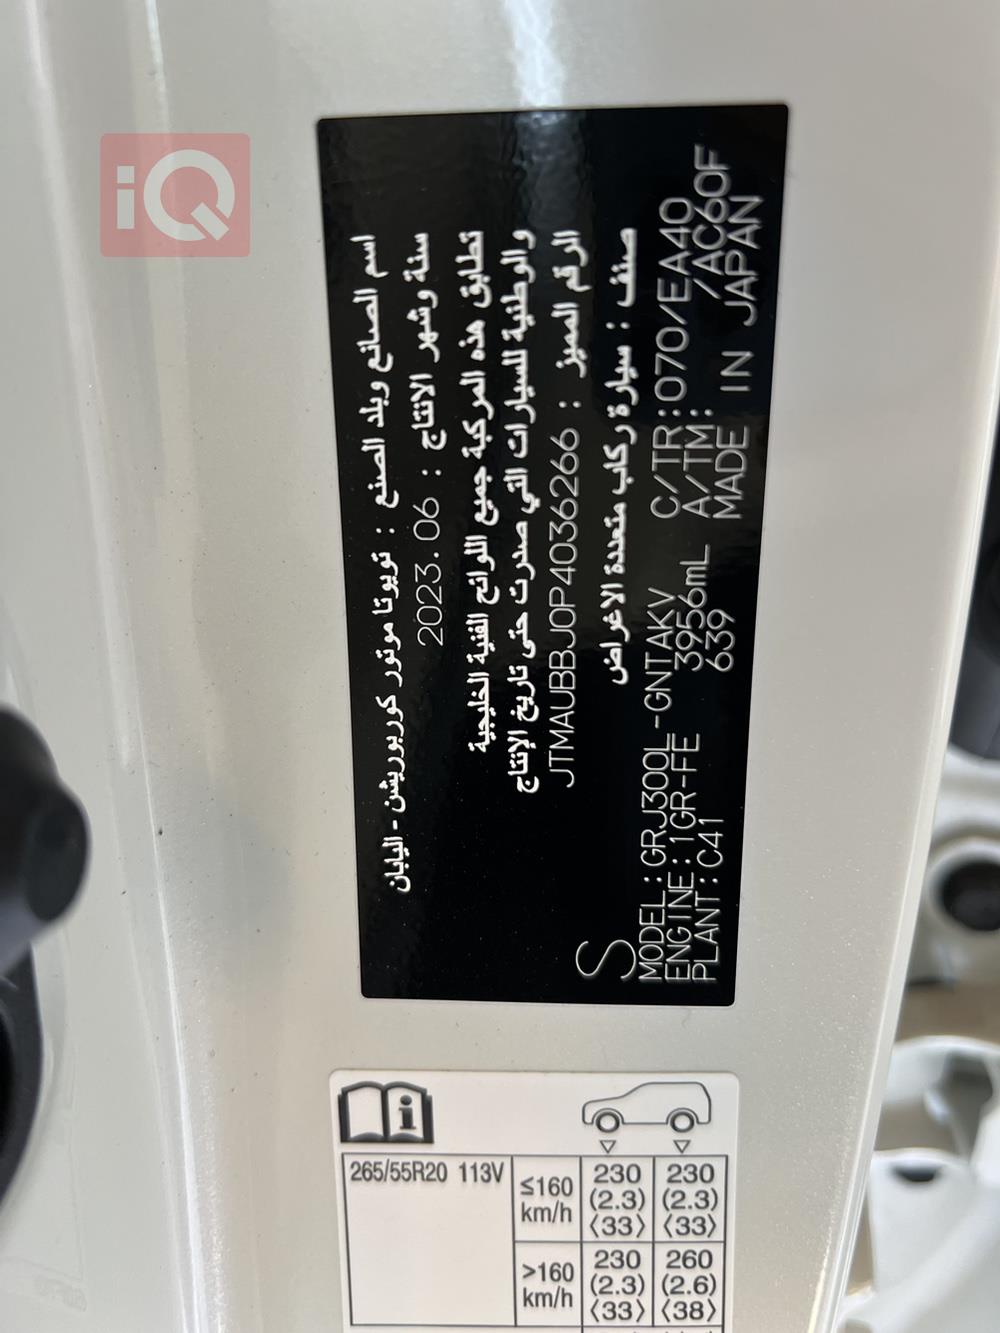 iQ
اسم الصانع وبلد الصنع : تويوتا موتور كوربوريشن - اليابان
سنة وشهر الانتاج : 2023.06
تطابق هذه المركبة جميع اللوائح الفنية الخليجية
والوطنية للسيارات التي صدرت حتى تاريخ الإنتاج
الرقم المميز : JTMAUBBJ0P4036266
صنف : سيارة ركاب متعددة الاغراض
S
MODEL:GRJ300L-GNTAKV C/TR:070/EA40
ENGINE:1GR-FE 3956mL A/TM: /AC60F
PLANT:C41 639 MADE IN JAPAN
265/55R20 113V ≤160 km/h 230 (2.3) ⟨33⟩ 230 (2.3) ⟨33⟩
>160 km/h 230 (2.3) ⟨33⟩ 260 (2.6) ⟨38⟩